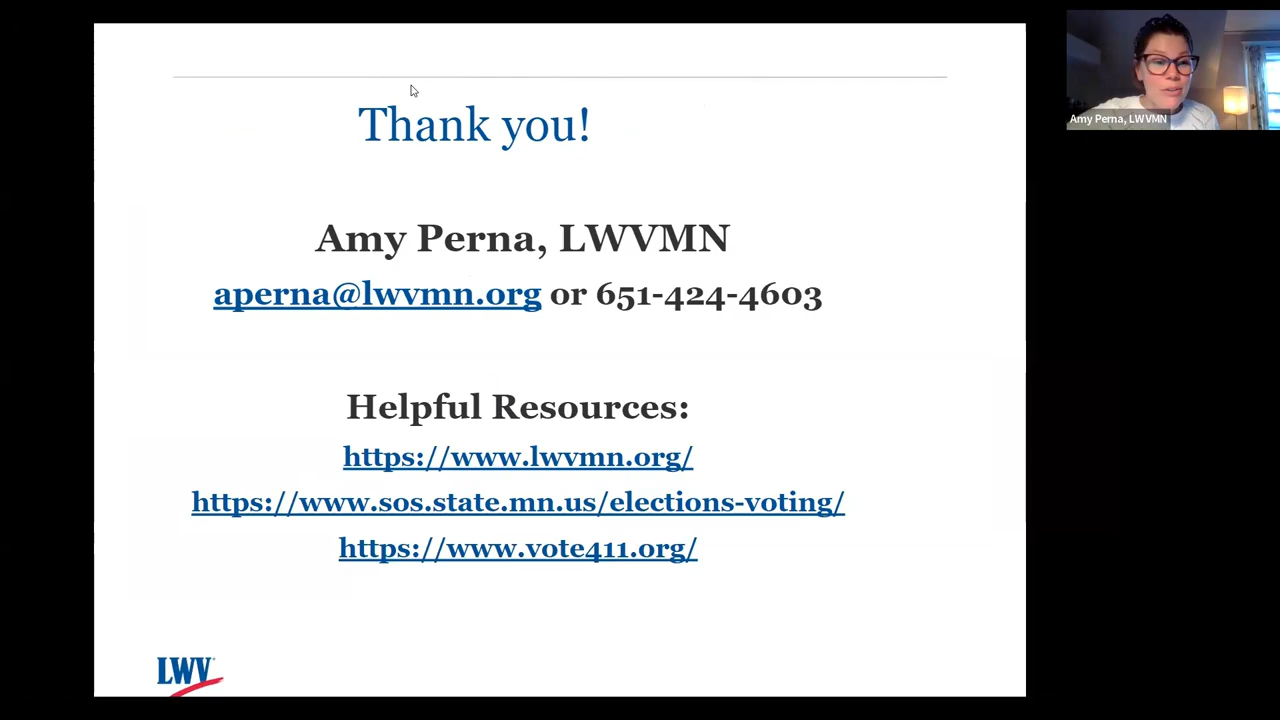 Thank you!
Amy Perna, LWVMN
aperna@lwvmn.org or 651-424-4603
Helpful Resources:
https://www.lwvmn.org/
https://www.sos.state.mn.us/elections-voting/
https://www.vote411.org/
LWV
Amy Perna, LWVMN